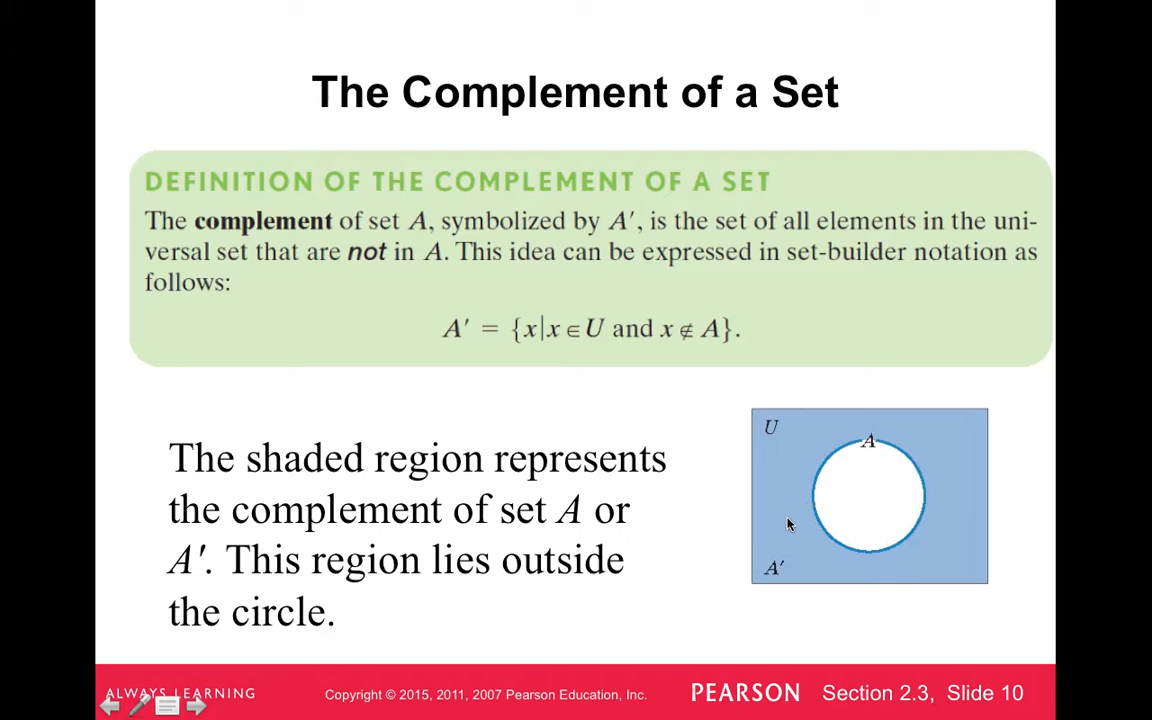 The Complement of a Set
DEFINITION OF THE COMPLEMENT OF A SET
The complement of set A, symbolized by A′, is the set of all elements in the uni-
versal set that are not in A. This idea can be expressed in set-builder notation as
follows:
A′ = {x|x ∈ U and x ∉ A}.
The shaded region represents
the complement of set A or
A′. This region lies outside
the circle.
U
A
A′
ALWAYS LEARNING
Copyright © 2015, 2011, 2007 Pearson Education, Inc.
PEARSON
Section 2.3, Slide 10